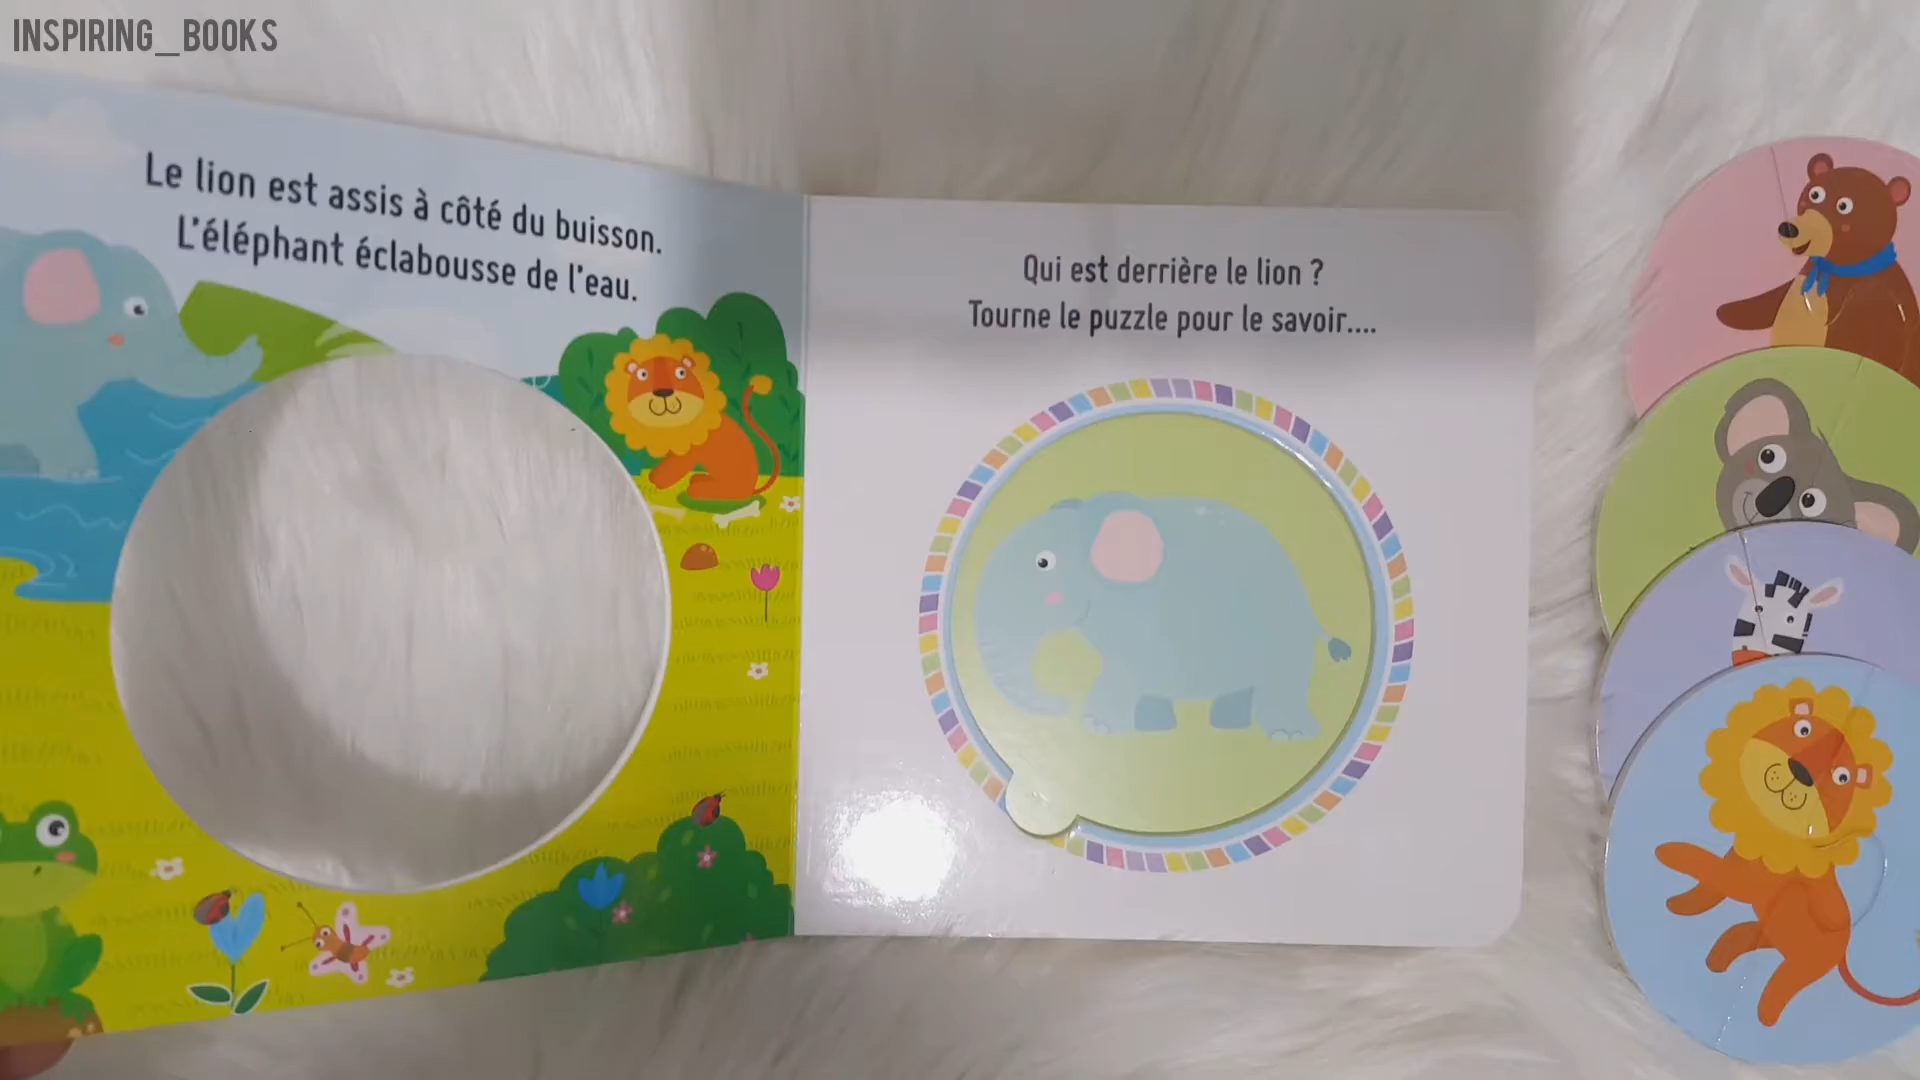 INSPIRING_BOOKS
Le lion est assis à côté du buisson.
L'éléphant éclabousse de l'eau.
Qui est derrière le lion ?
Tourne le puzzle pour le savoir....